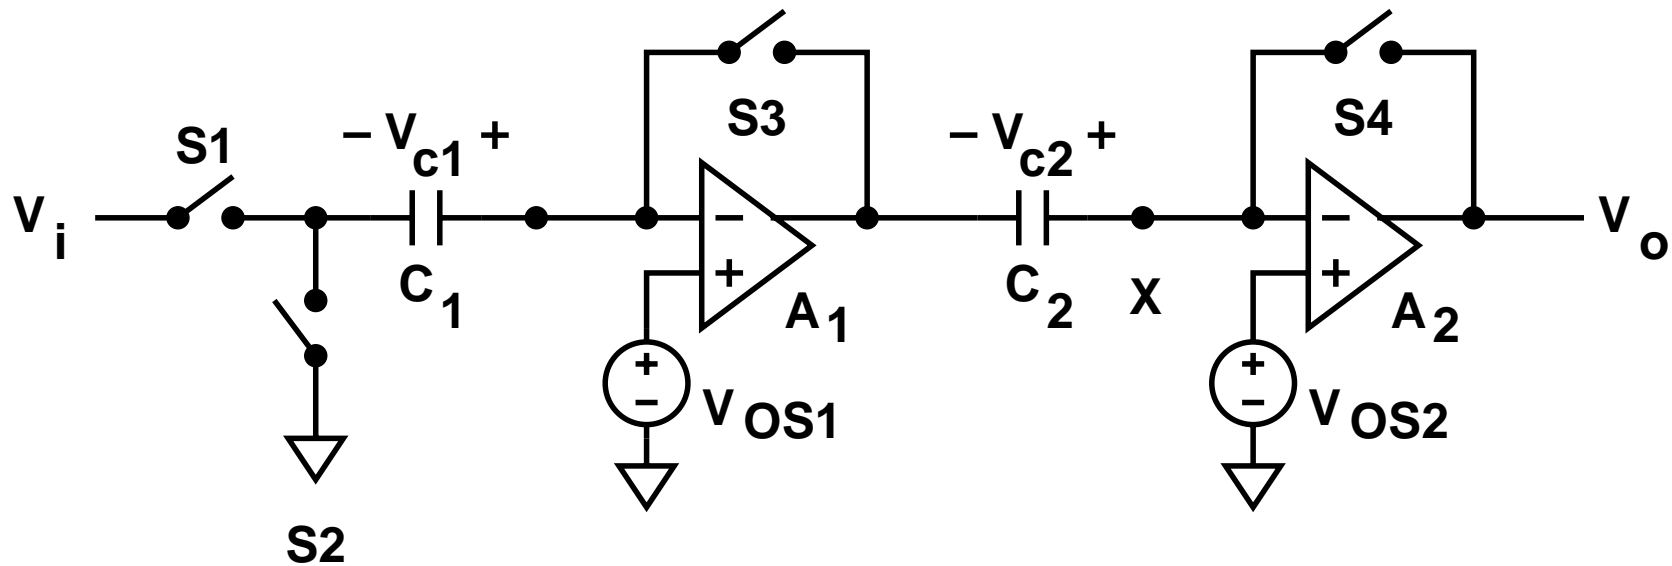 S3
S4
S1
– Vc1 +
– Vc2 +
Vi
–
–
Vo
+
+
C1
C2
X
A1
A2
+
–
VOS1
+
–
VOS2
S2